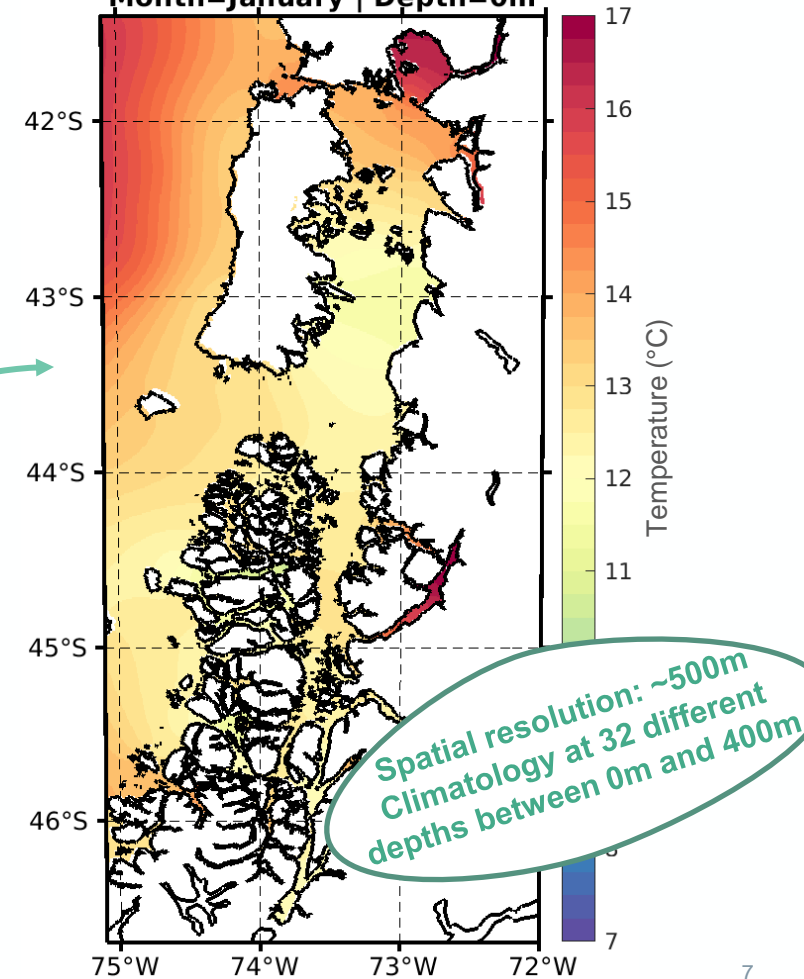 Month=January | Depth=0m
17
42°S
16
15
43°S
14
13
44°S
12
11
45°S
46°S
8
7
75°W
74°W
73°W
72°W
Temperature (°C)
Spatial resolution: ~500m
Climatology at 32 different
depths between 0m and 400m
7